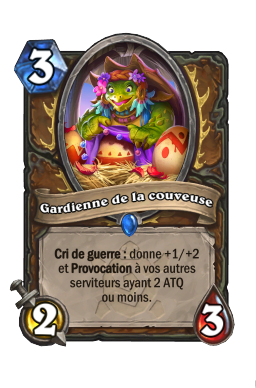 3
Gardienne de la couveuse
Cri de guerre : donne +1/+2
et Provocation à vos autres
serviteurs ayant 2 ATQ
ou moins.
2
3